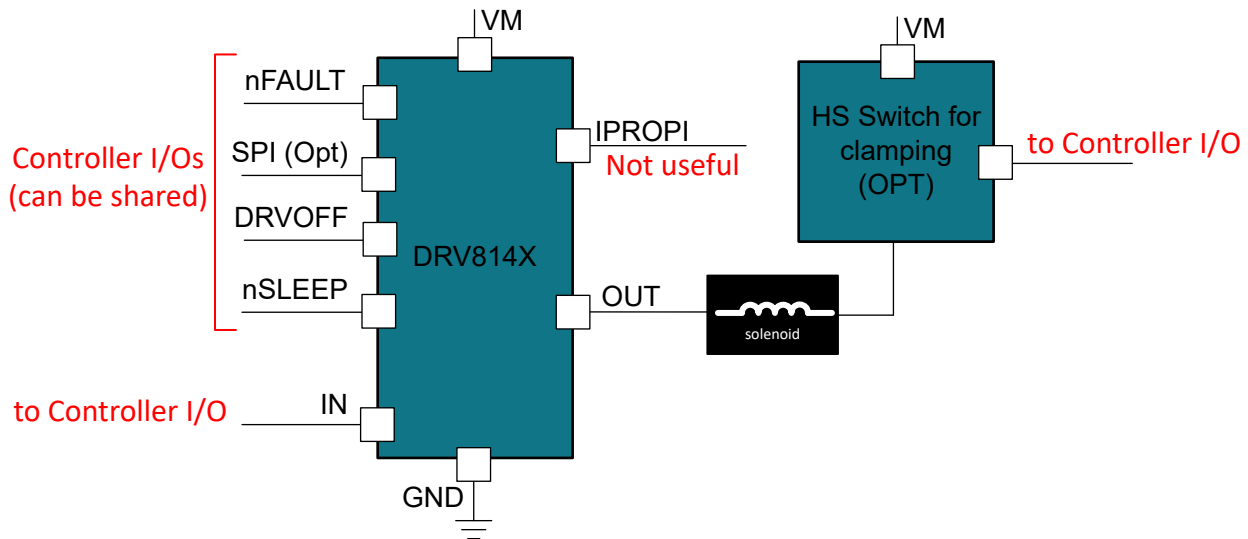 VM
nFAULT
SPI (Opt)
DRVOFF
nSLEEP
Controller I/Os
(can be shared)
to Controller I/O
IN
DRV814X
IPROPI
Not useful
OUT
GND
solenoid
VM
HS Switch for
clamping
(OPT)
to Controller I/O